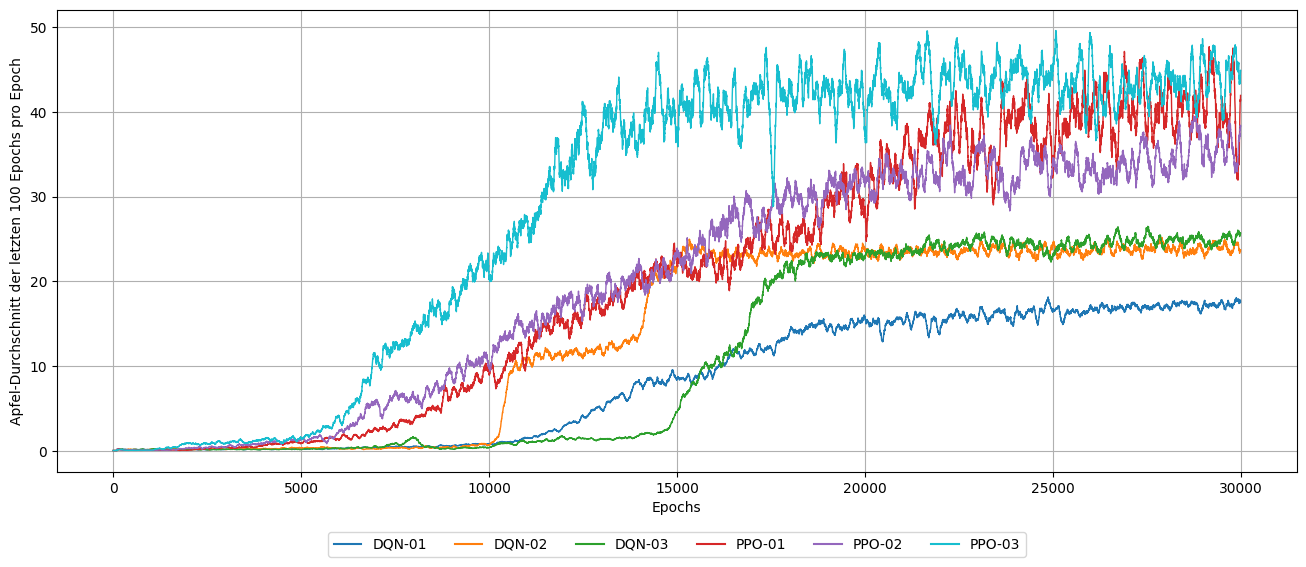 Apfel-Durchschnitt der letzten 100 Epochs pro Epoch
50
40
30
20
10
0
0 5000 10000 15000 20000 25000 30000
Epochs
DQN-01 DQN-02 DQN-03 PPO-01 PPO-02 PPO-03